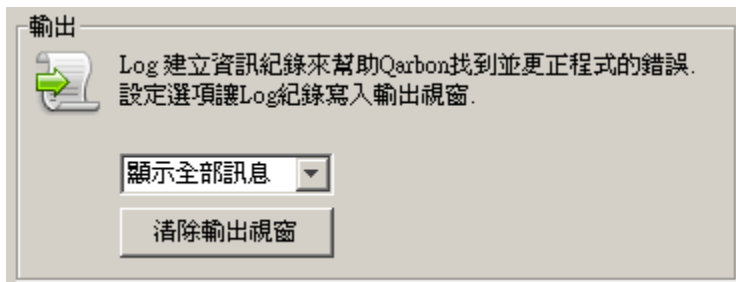 輸出
Log 建立資訊紀錄來幫助Qarbon找到並更正程式的錯誤.
設定選項讓Log紀錄寫入輸出視窗.
顯示全部訊息
清除輸出視窗